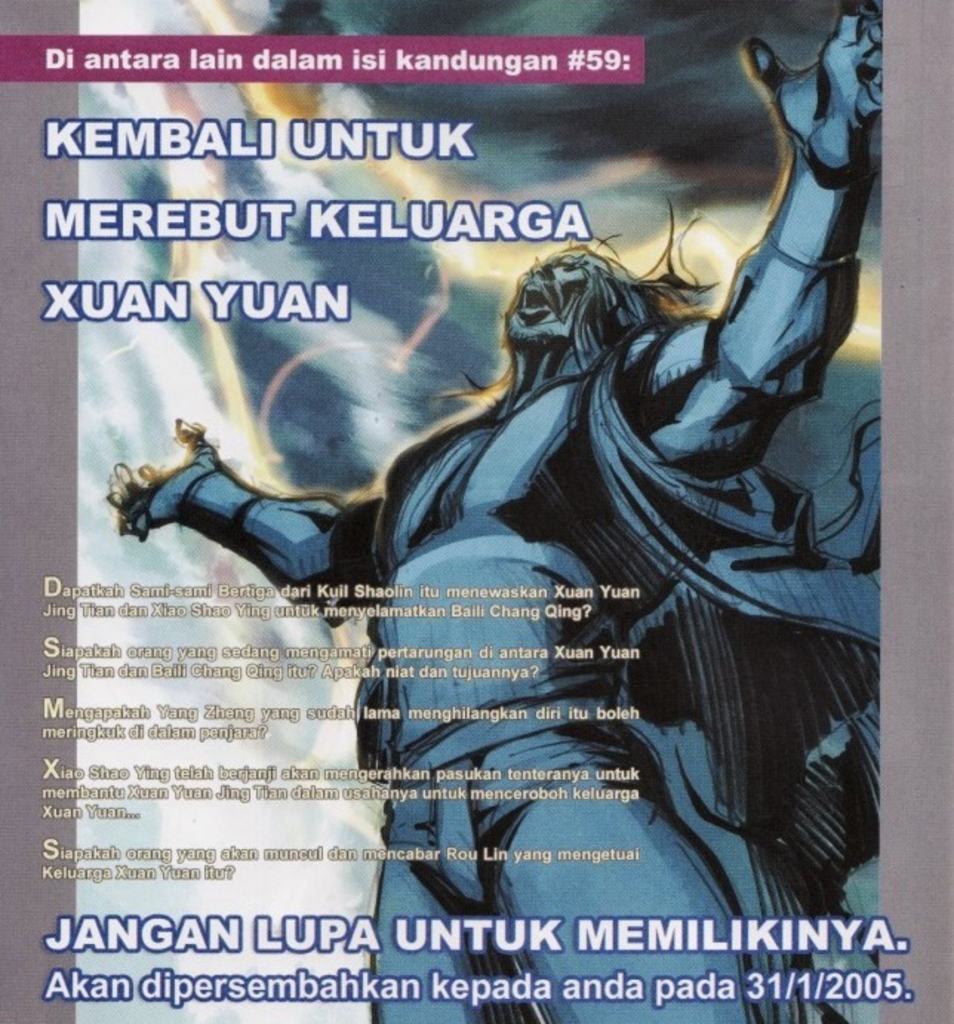 Di antara lain dalam isi kandungan #59:
KEMBALI UNTUK
MEREBUT KELUARGA
XUAN YUAN
Dapatkah Sami-sami Bertiga dari Kuil Shaolin itu menewaskan Xuan Yuan
Jing Tian dan Xiao Shao Ying untuk menyelamatkan Baili Chang Qing?
Siapakah orang yang sedang mengamati pertarungan di antara Xuan Yuan
Jing Tian dan Baili Chang Qing itu? Apakah niat dan tujuannya?
Mengapakah Yang Zheng yang sudah lama menghilangkan diri itu boleh
meringkuk di dalam penjara?
Xiao Shao Ying telah berjanji akan mengerahkan pasukan tenteranya untuk
membantu Xuan Yuan Jing Tian dalam usahanya untuk menceroboh keluarga
Xuan Yuan...
Siapakah orang yang akan muncul dan mencabar Rou Lin yang mengetuai
Keluarga Xuan Yuan itu?
JANGAN LUPA UNTUK MEMILIKINYA.
Akan dipersembahkan kepada anda pada 31/1/2005.